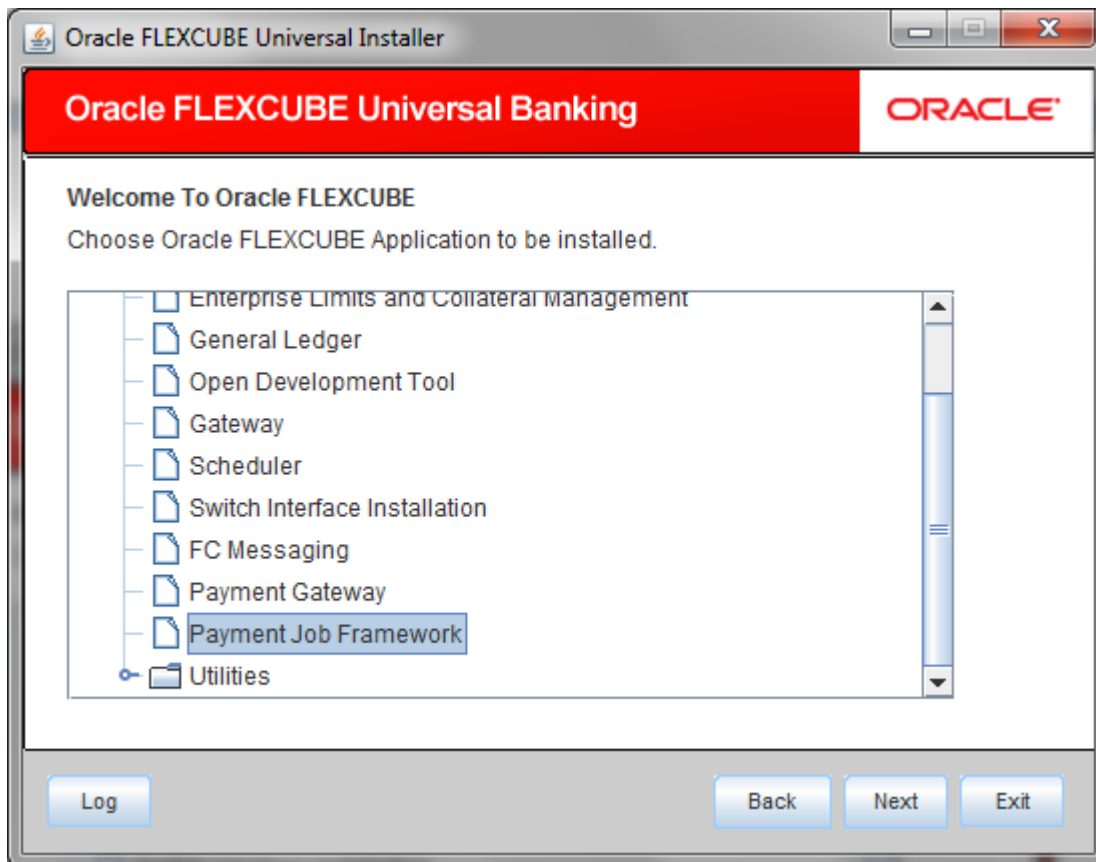 Oracle FLEXCUBE Universal Installer
Oracle FLEXCUBE Universal Banking
ORACLE
Welcome To Oracle FLEXCUBE
Choose Oracle FLEXCUBE Application to be installed.
Enterprise Limits and Collateral Management
General Ledger
Open Development Tool
Gateway
Scheduler
Switch Interface Installation
FC Messaging
Payment Gateway
Payment Job Framework
Utilities
Log
Back
Next
Exit